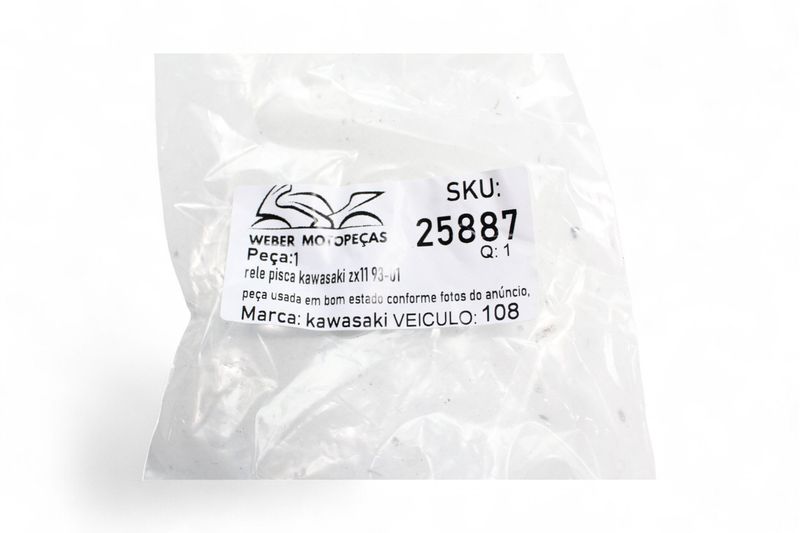 SKU:
25887
Q: 1
WEBER MOTOPEÇAS
Peça:1
rele pisca kawasaki zx11 93-01
peça usada em bom estado conforme fotos do anúncio,
Marca: kawasaki VEICULO: 108